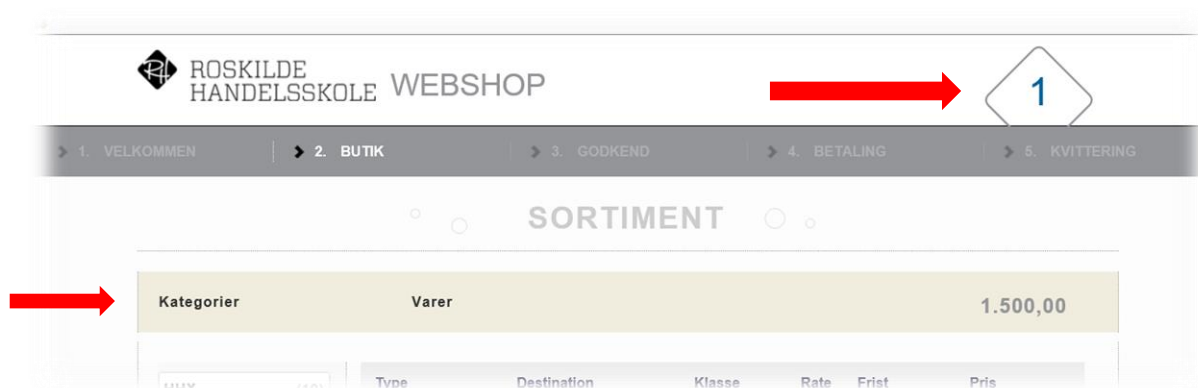 ROSKILDE
HANDELSSKOLE WEBSHOP
1
1. VELKOMMEN 2. BUTIK 3. GODKEND 4. BETALING 5. KVITTERING
SORTIMENT
Kategorier Varer 1.500,00
Type Destination Klasse Rate Frist Pris